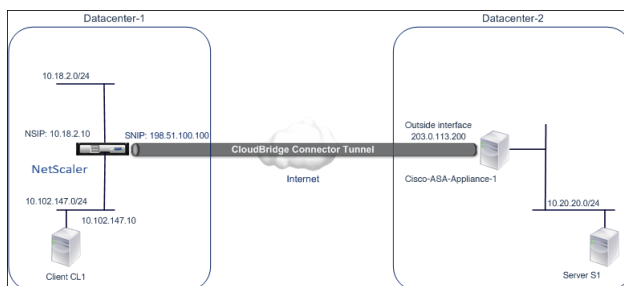 Datacenter-1
Datacenter-2
10.18.2.0/24
NSIP: 10.18.2.10
SNIP: 198.51.100.100
Outside interface
203.0.113.200
CloudBridge Connector Tunnel
NetScaler
Internet
Cisco-ASA-Appliance-1
10.102.147.0/24
10.102.147.10
10.20.20.0/24
Client CL1
Server S1